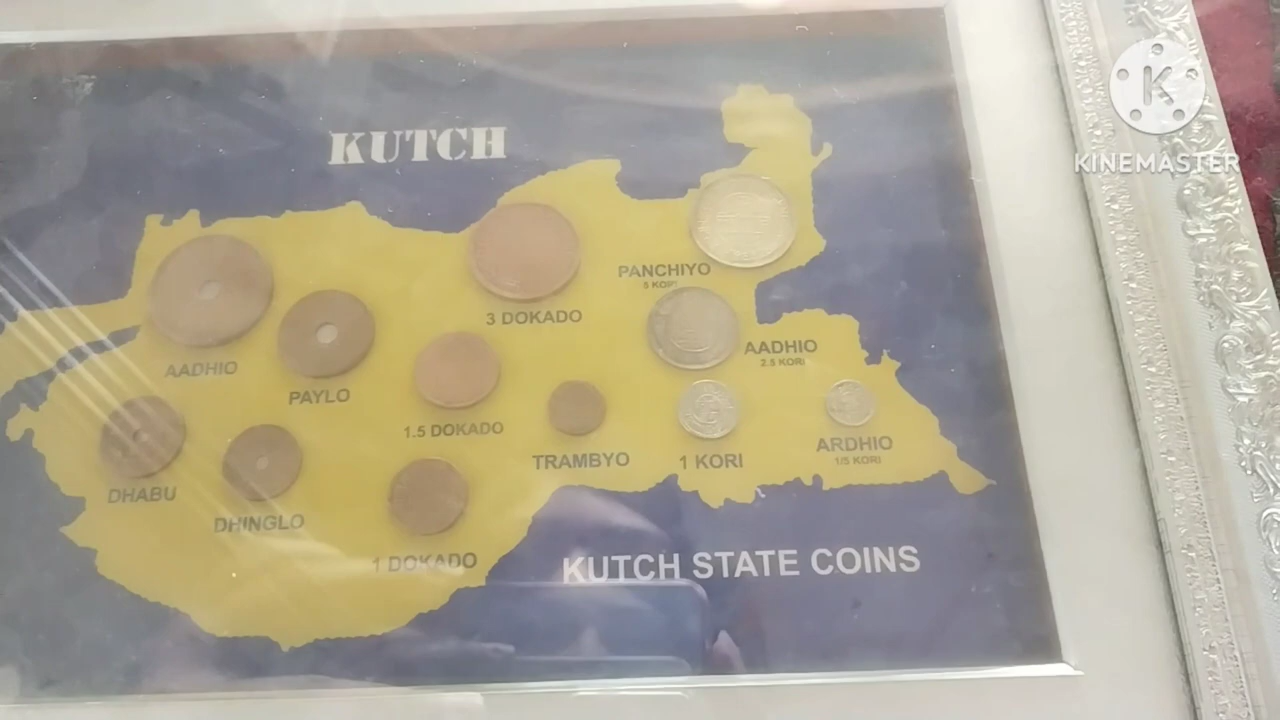 KUTCH
K
KINEMASTER
PANCHIYO
5 KORI
3 DOKADO
AADHIO
2.5 KORI
AADHIO
PAYLO
1.5 DOKADO
TRAMBYO
1 KORI
ARDHIO
1/5 KORI
DHABU
DHINGLO
1 DOKADO
KUTCH STATE COINS